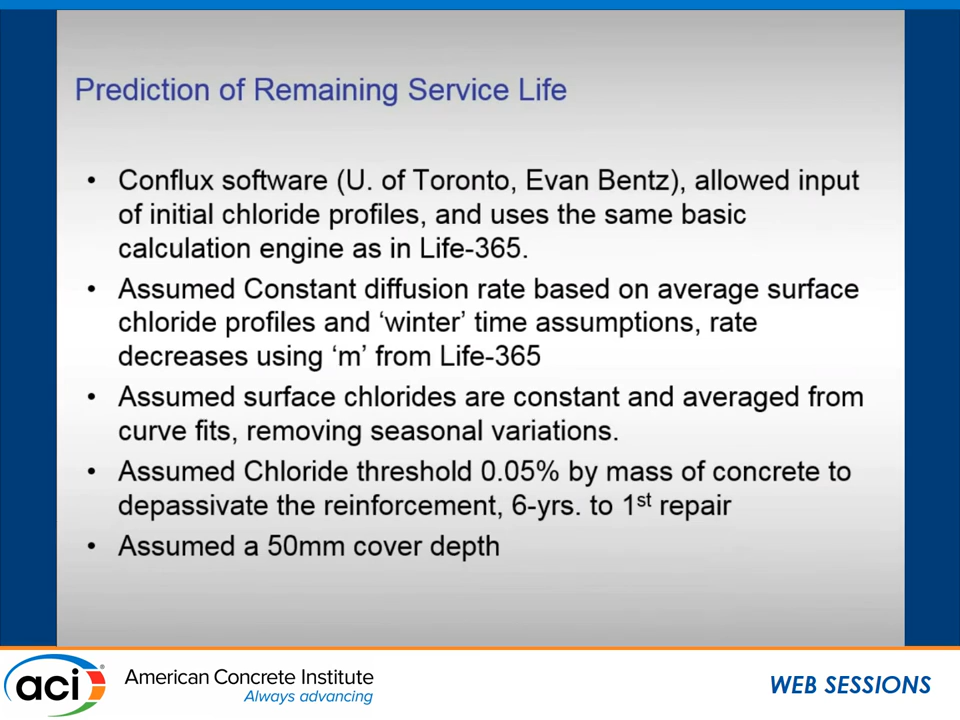 Prediction of Remaining Service Life
• Conflux software (U. of Toronto, Evan Bentz), allowed input
of initial chloride profiles, and uses the same basic
calculation engine as in Life-365.
• Assumed Constant diffusion rate based on average surface
chloride profiles and ‘winter’ time assumptions, rate
decreases using ‘m’ from Life-365
• Assumed surface chlorides are constant and averaged from
curve fits, removing seasonal variations.
• Assumed Chloride threshold 0.05% by mass of concrete to
depassivate the reinforcement, 6-yrs. to 1st repair
• Assumed a 50mm cover depth
aci®
American Concrete Institute
Always advancing
WEB SESSIONS